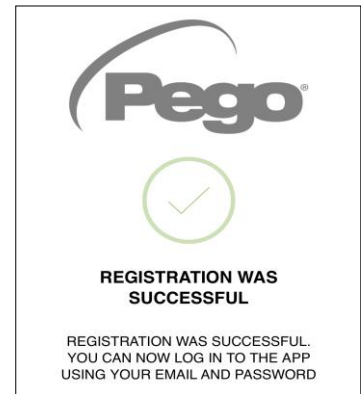 Pego®
REGISTRATION WAS
SUCCESSFUL
REGISTRATION WAS SUCCESSFUL.
YOU CAN NOW LOG IN TO THE APP
USING YOUR EMAIL AND PASSWORD